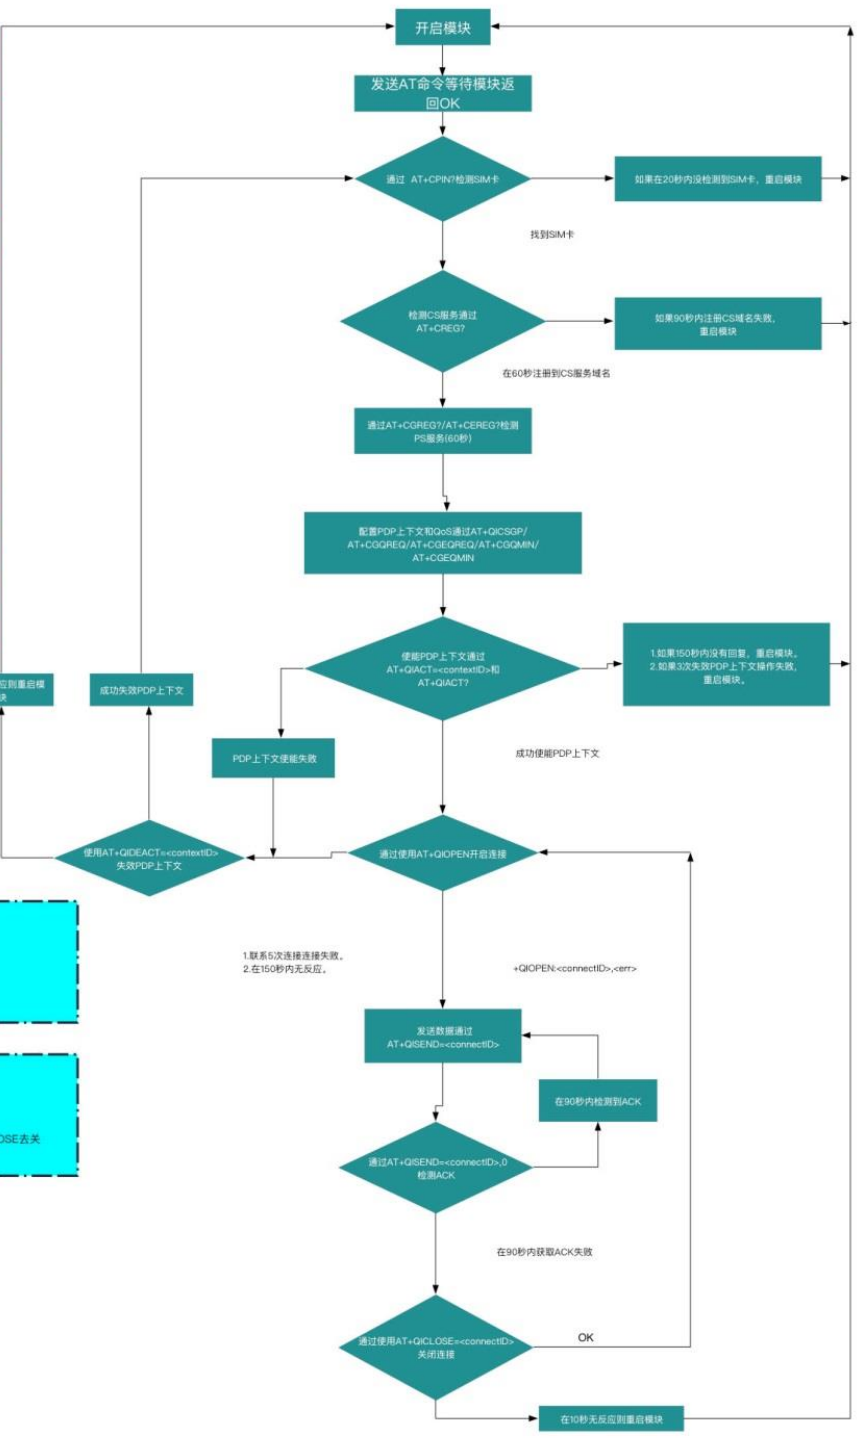 开启模块
发送AT命令等待模块返
回OK
通过 AT+CPIN?检测SIM卡
如果在20秒内没检测到SIM卡，重启模块
找到SIM卡
检测CS服务通过
AT+CREG?
如果90秒内注册CS域名失败，
重启模块
在60秒注册到CS服务域名
通过AT+CGREG?/AT+CEREG?检测
PS服务(60秒)
配置PDP上下文和QoS通过AT+QICSGP/
AT+CGQREQ/AT+CGEQREQ/AT+CGQMIN/
AT+CGEQMIN
使能PDP上下文通过
AT+QIACT=<contextID>和
AT+QIACT?
1.如果150秒内没有回复，重启模块。
2.如果3次失效PDP上下文操作失败，
重启模块。
应则重启模
块
成功失效PDP上下文
PDP上下文使能失败
成功使能PDP上下文
使用AT+QIDEACT=<contextID>
失效PDP上下文
通过使用AT+QIOPEN开启连接
1.联系5次连接连接失败。
2.在150秒内无反应。
+QIOPEN:<connectID>,<err>
发送数据通过
AT+QISEND=<connectID>
在90秒内检测到ACK
OSE去关
通过AT+QISEND=<connectID>,0
检测ACK
在90秒内获取ACK失败
通过使用AT+QICLOSE=<connectID>
关闭连接
OK
在10秒无反应则重启模块